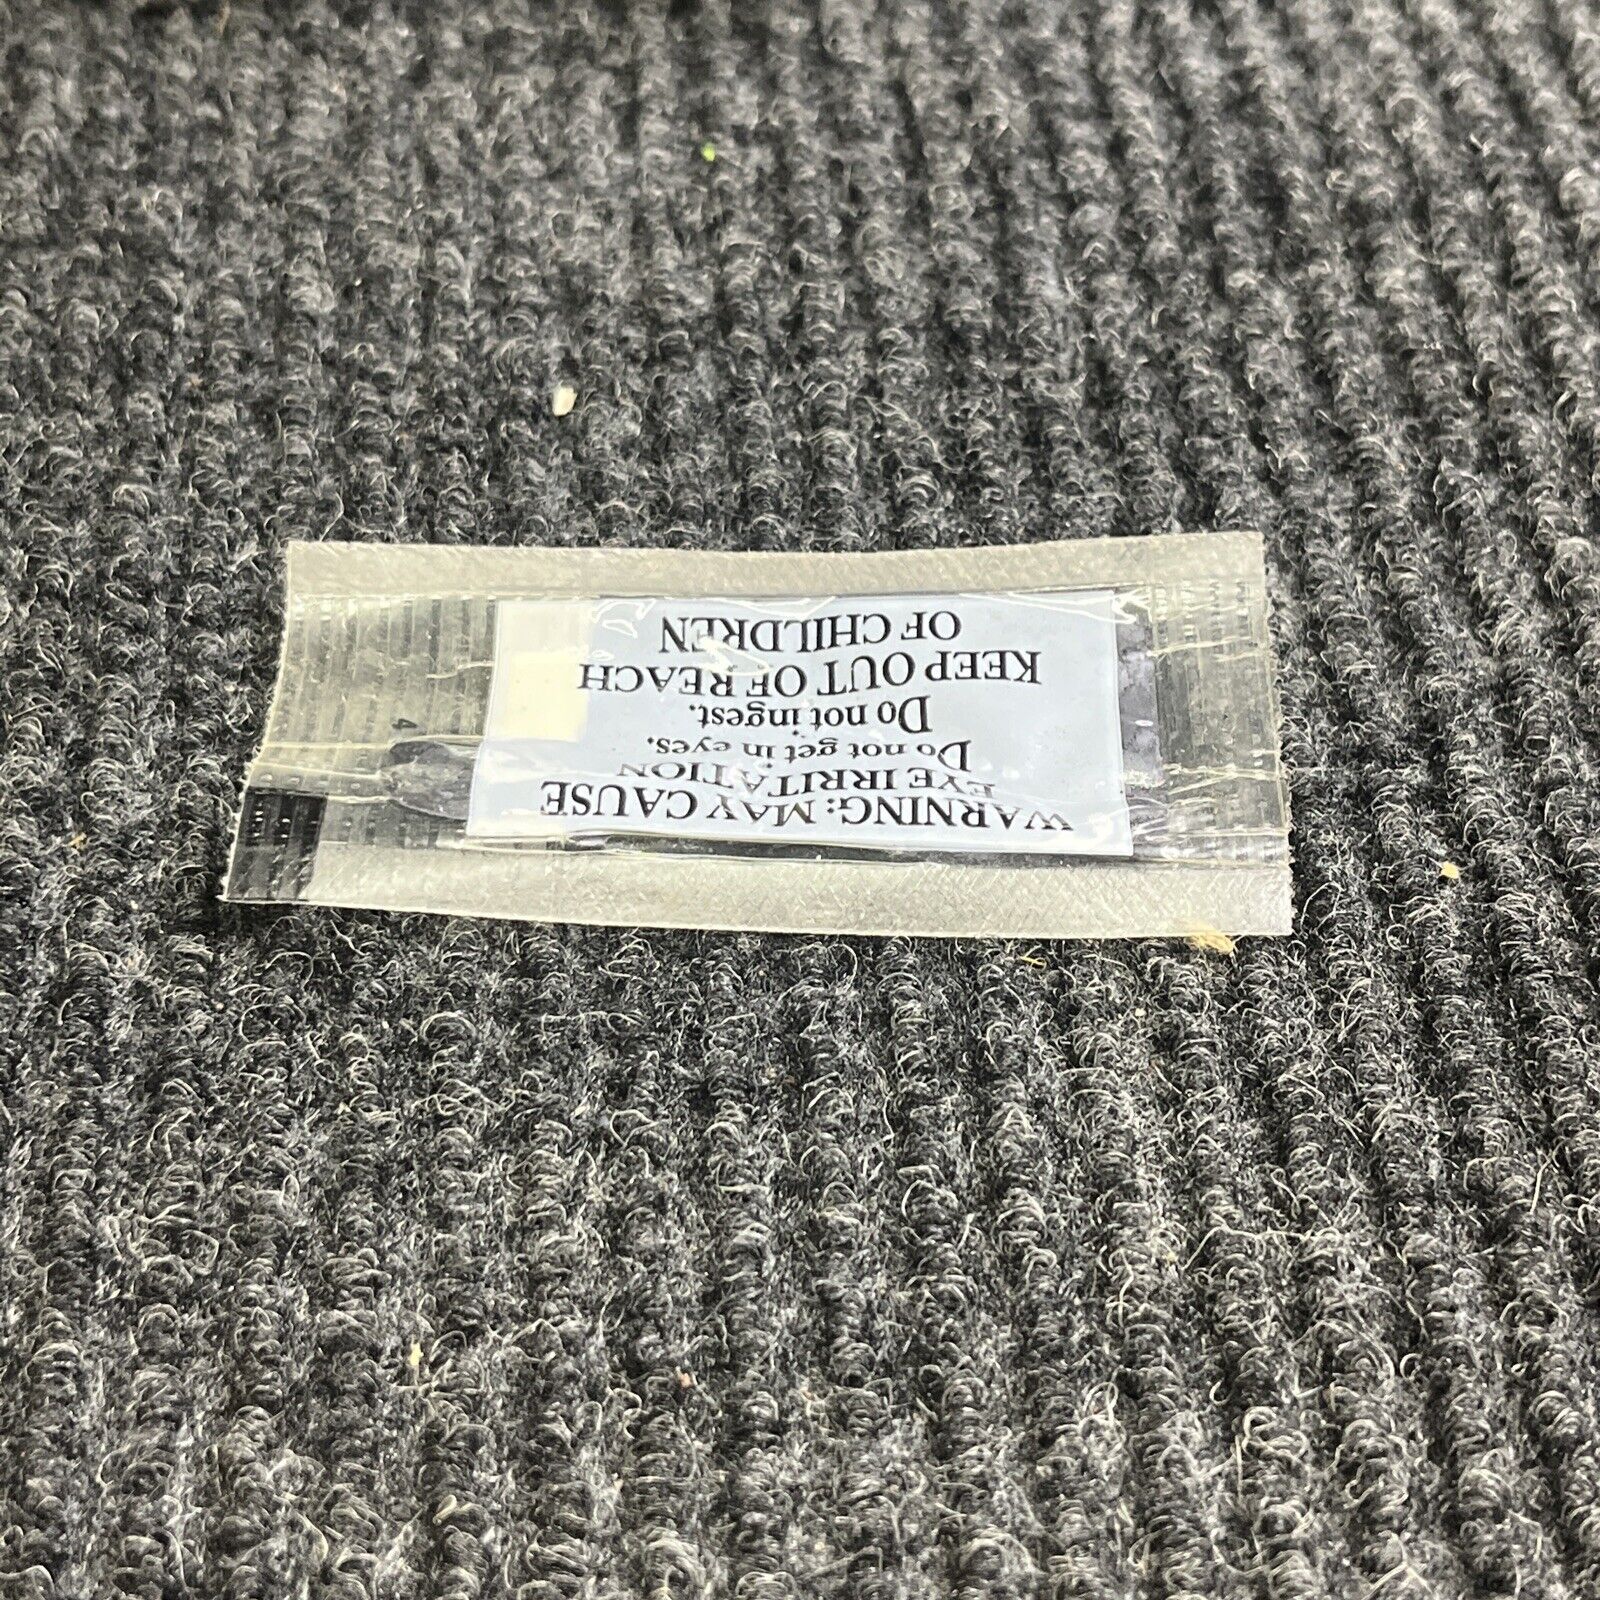 WARNING: MAY CAUSE
EYE IRRITATION
Do not get in eyes.
Do not ingest.
KEEP OUT OF REACH
OF CHILDREN